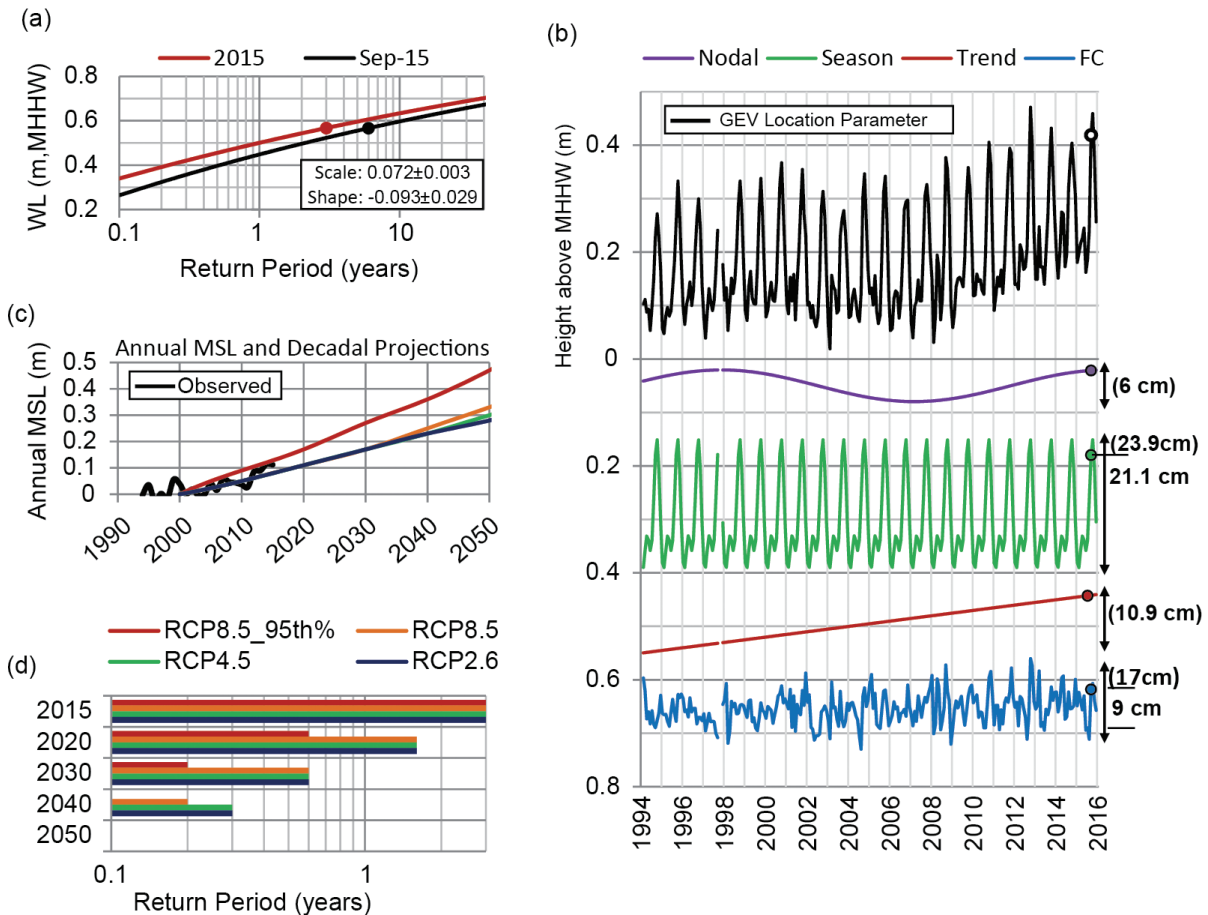 (a)
2015 Sep-15
WL (m,MHHW)
0.8
0.6
0.4
0.2
Scale: 0.072±0.003
Shape: -0.093±0.029
0.1 1 10
Return Period (years)
(b)
Nodal Season Trend FC
Height above MHHW (m)
GEV Location Parameter
0.4
0.2
0
0.2
0.4
0.6
0.8
(6 cm)
(23.9cm)
21.1 cm
(10.9 cm)
(17cm)
9 cm
1994 1996 1998 2000 2002 2004 2006 2008 2010 2012 2014 2016
(c)
Annual MSL and Decadal Projections
Observed
Annual MSL (m)
0.5
0.4
0.3
0.2
0.1
0
1990 2000 2010 2020 2030 2040 2050
RCP8.5_95th% RCP8.5
RCP4.5 RCP2.6
(d)
2015
2020
2030
2040
2050
0.1 1
Return Period (years)